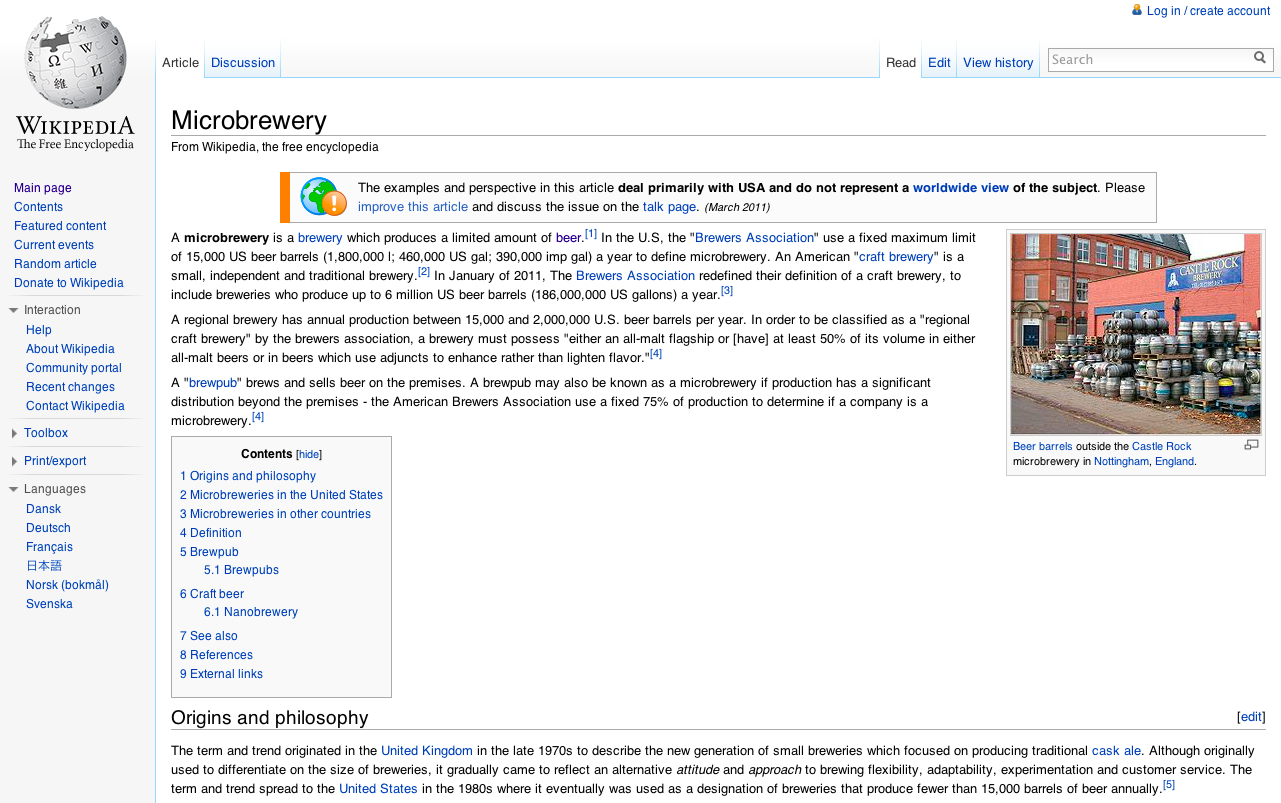 Log in / create account
WIKIPEDIA
The Free Encyclopedia
Article Discussion Read Edit View history Search
Main page
Contents
Featured content
Current events
Random article
Donate to Wikipedia
Interaction
Help
About Wikipedia
Community portal
Recent changes
Contact Wikipedia
Toolbox
Print/export
Languages
Dansk
Deutsch
Français
日本語
Norsk (bokmål)
Svenska
Microbrewery
From Wikipedia, the free encyclopedia
The examples and perspective in this article deal primarily with USA and do not represent a worldwide view of the subject. Please
improve this article and discuss the issue on the talk page. (March 2011)
A microbrewery is a brewery which produces a limited amount of beer.[1] In the U.S, the "Brewers Association" use a fixed maximum limit
of 15,000 US beer barrels (1,800,000 l; 460,000 US gal; 390,000 imp gal) a year to define microbrewery. An American "craft brewery" is a
small, independent and traditional brewery.[2] In January of 2011, The Brewers Association redefined their definition of a craft brewery, to
include breweries who produce up to 6 million US beer barrels (186,000,000 US gallons) a year.[3]
A regional brewery has annual production between 15,000 and 2,000,000 U.S. beer barrels per year. In order to be classified as a "regional
craft brewery" by the brewers association, a brewery must possess "either an all-malt flagship or [have] at least 50% of its volume in either
all-malt beers or in beers which use adjuncts to enhance rather than lighten flavor."[4]
A "brewpub" brews and sells beer on the premises. A brewpub may also be known as a microbrewery if production has a significant
distribution beyond the premises - the American Brewers Association use a fixed 75% of production to determine if a company is a
microbrewery.[4]
CASTLE ROCK
BREWERY
Beer barrels outside the Castle Rock
microbrewery in Nottingham, England.
Contents [hide]
1 Origins and philosophy
2 Microbreweries in the United States
3 Microbreweries in other countries
4 Definition
5 Brewpub
5.1 Brewpubs
6 Craft beer
6.1 Nanobrewery
7 See also
8 References
9 External links
Origins and philosophy [edit]
The term and trend originated in the United Kingdom in the late 1970s to describe the new generation of small breweries which focused on producing traditional cask ale. Although originally
used to differentiate on the size of breweries, it gradually came to reflect an alternative attitude and approach to brewing flexibility, adaptability, experimentation and customer service. The
term and trend spread to the United States in the 1980s where it eventually was used as a designation of breweries that produce fewer than 15,000 barrels of beer annually.[5]